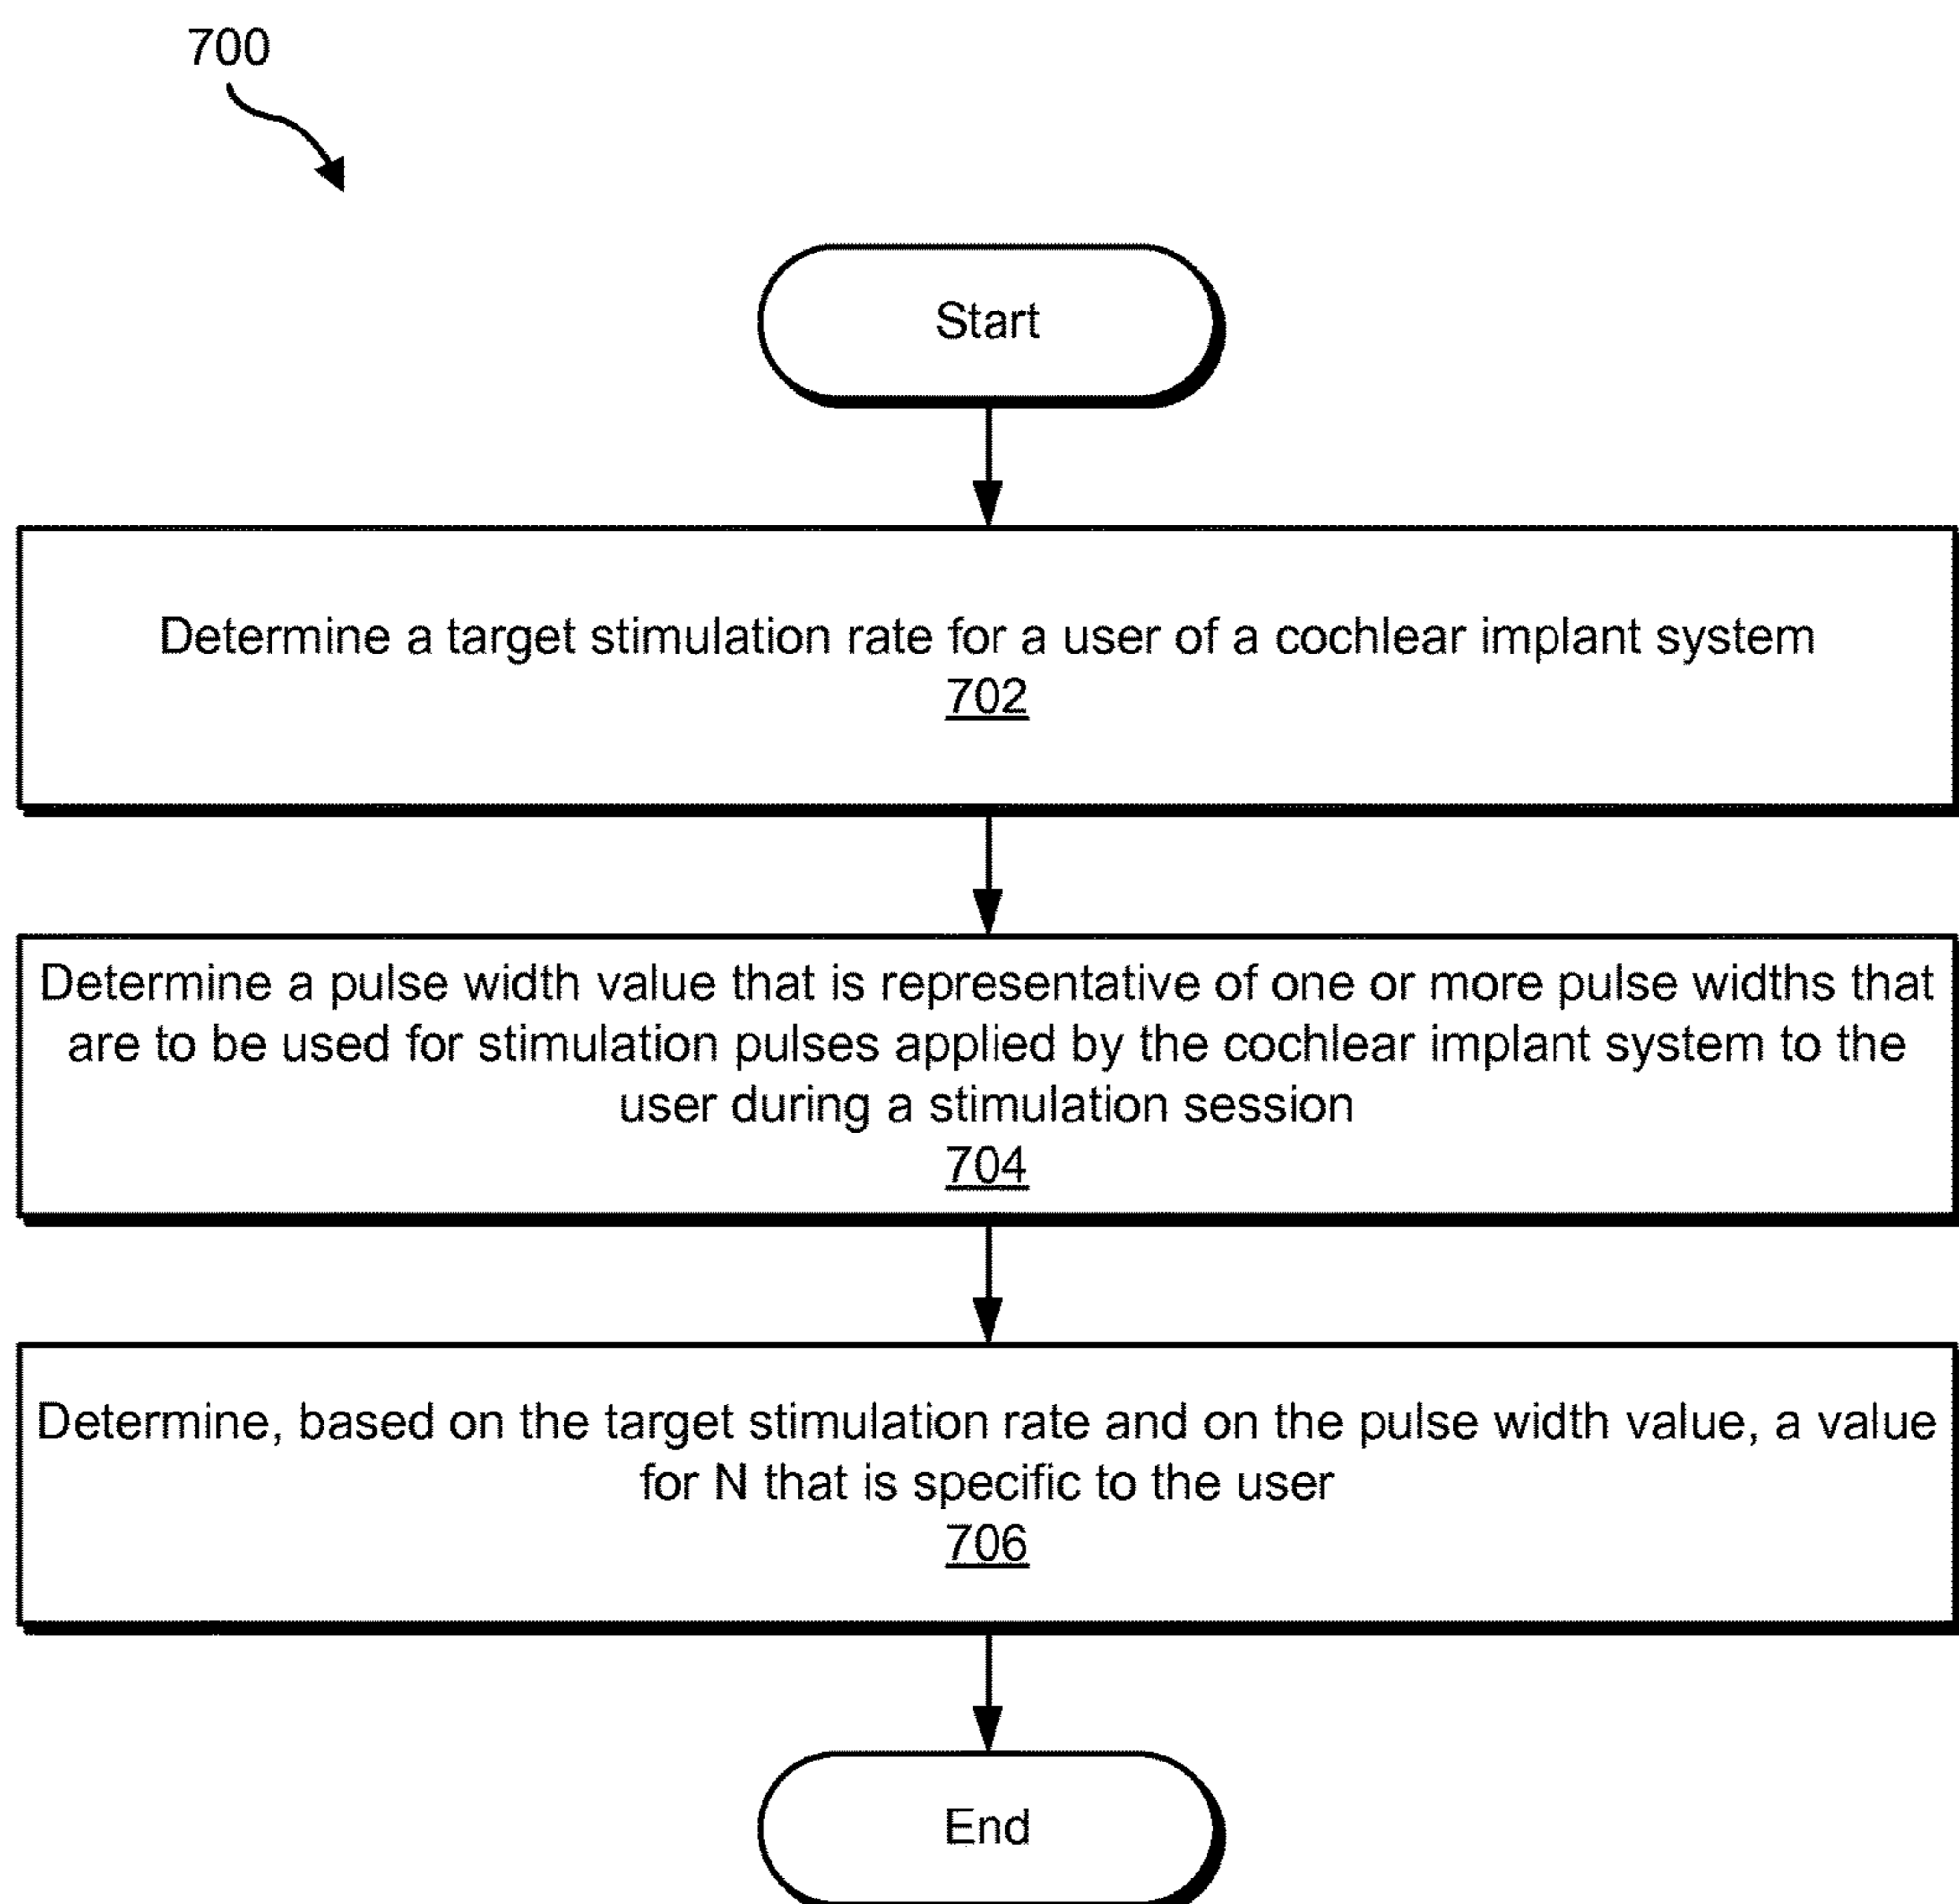 700
Start
Determine a target stimulation rate for a user of a cochlear implant system
702
Determine a pulse width value that is representative of one or more pulse widths that
are to be used for stimulation pulses applied by the cochlear implant system to the
user during a stimulation session
704
Determine, based on the target stimulation rate and on the pulse width value, a value
for N that is specific to the user
706
End